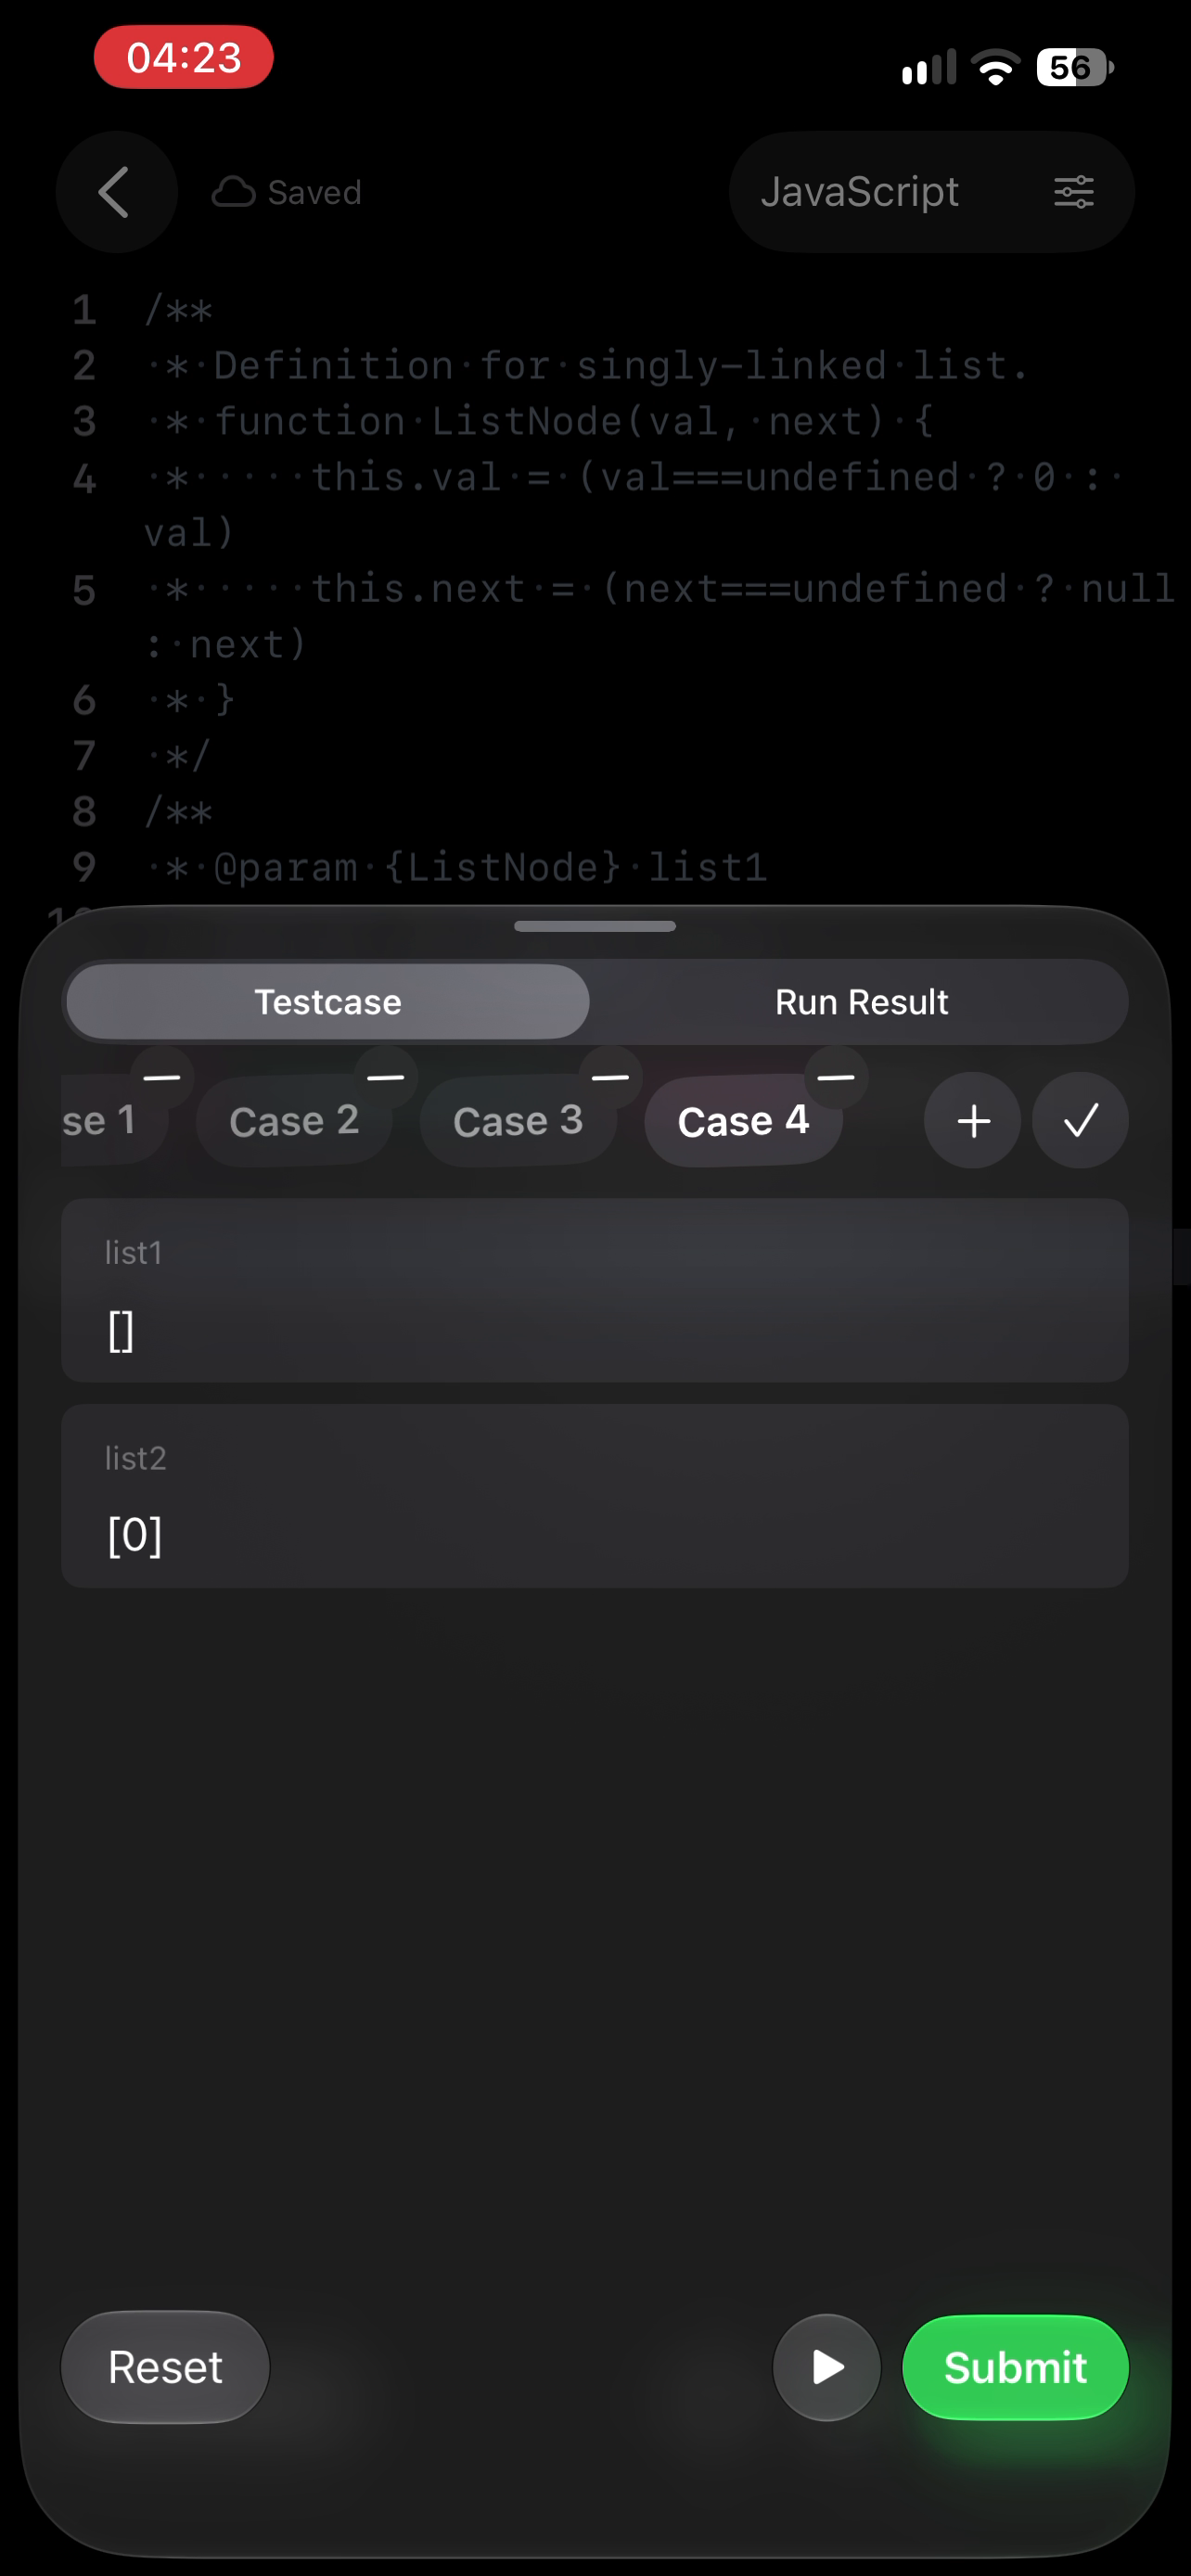 04:23
56
Saved
JavaScript
1 /**
2 * Definition for singly-linked list.
3 * function ListNode(val, next) {
4 * this.val = (val===undefined ? 0 :
val)
5 * this.next = (next===undefined ? null
: next)
6 * }
7 */
8 /**
9 * @param {ListNode} list1
Testcase
Run Result
se 1
Case 2
Case 3
Case 4
list1
[]
list2
[0]
Reset
Submit